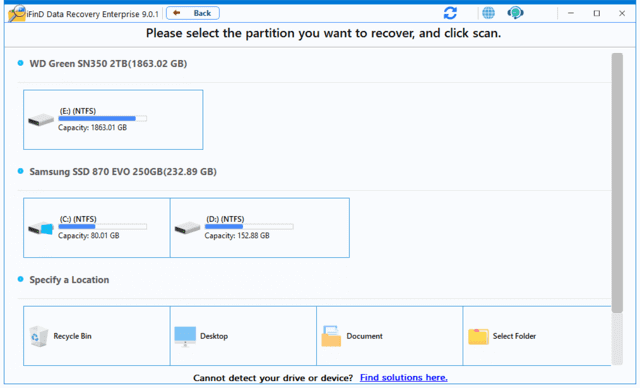 iFinD Data Recovery Enterprise 9.0.1 Back
Please select the partition you want to recover, and click scan.
WD Green SN350 2TB(1863.02 GB)
(E:) (NTFS)
Capacity: 1863.01 GB
Samsung SSD 870 EVO 250GB(232.89 GB)
(C:) (NTFS) (D:) (NTFS)
Capacity: 80.01 GB Capacity: 152.88 GB
Specify a Location
Recycle Bin Desktop Document Select Folder
Cannot detect your drive or device? Find solutions here.